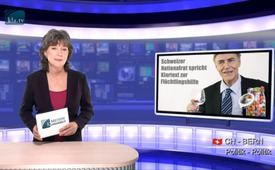 kla.tv
Schweizer
Nationalrat spricht
Klartext zur
Flüchtlingshilfe
CH - BERN
Politik - Politik